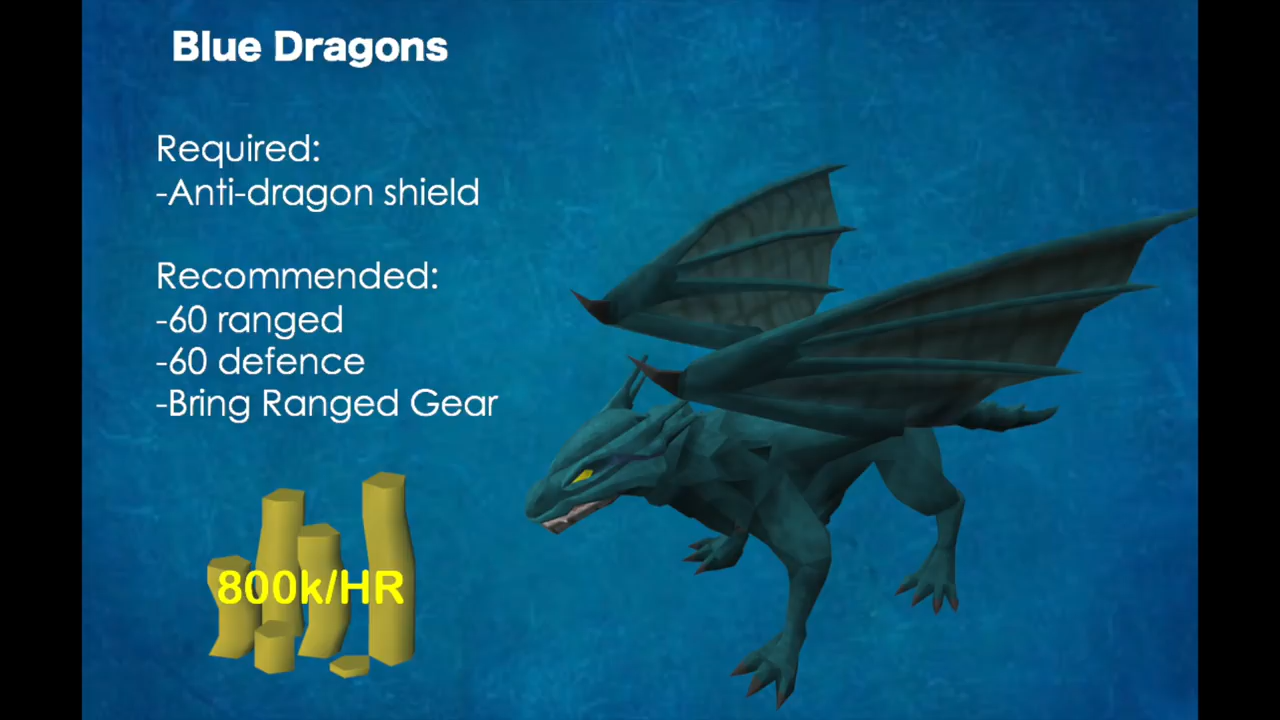 Blue Dragons
Required:
-Anti-dragon shield
Recommended:
-60 ranged
-60 defence
-Bring Ranged Gear
800k/HR